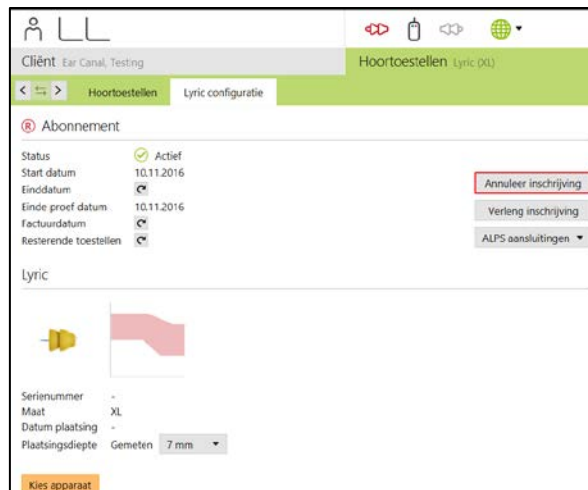 Cliënt Ear Canal, Testing
Hoortoestellen Lyric (XL)
Hoortoestellen Lyric configuratie
R Abonnement
Status Actief
Start datum 10.11.2016
Einddatum
Einde proef datum 10.11.2016
Factuurdatum
Resterende toestellen
Annuleer inschrijving
Verleng inschrijving
ALPS aansluitingen
Lyric
Serienummer -
Maat XL
Datum plaatsing -
Plaatsingsdiepte Gemeten 7 mm
Kies apparaat